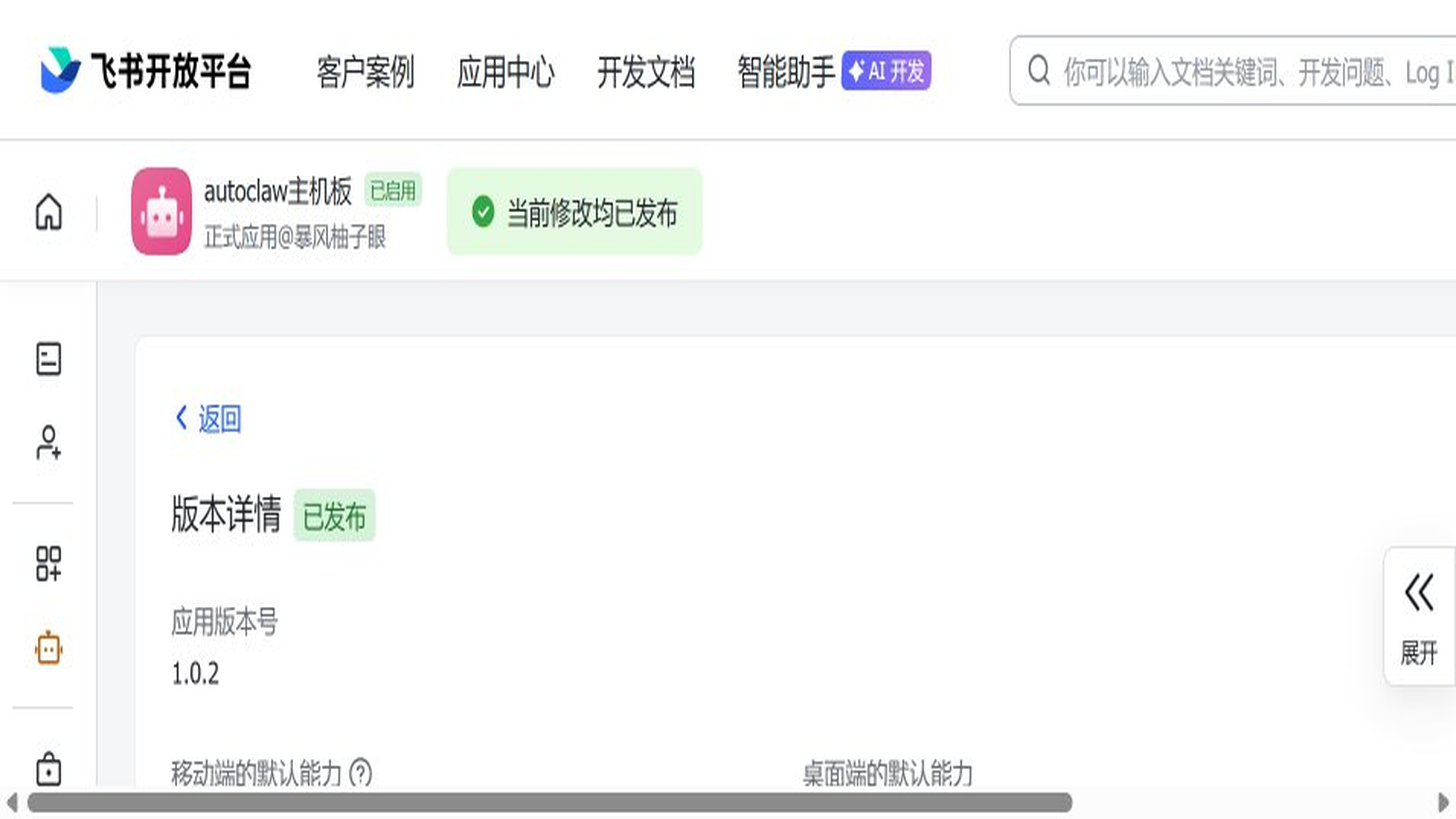 飞书开放平台 客户案例 应用中心 开发文档 智能助手 AI 开发 你可以输入文档关键词、开发问题、Log I
autoclaw主机板 已启用
正式应用@暴风柚子眼
当前修改均已发布
返回
版本详情 已发布
应用版本号
1.0.2
展开
移动端的默认能力 桌面端的默认能力